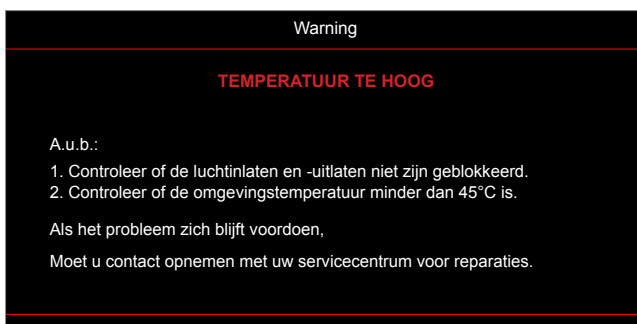 Warning
TEMPERATUUR TE HOOG
A.u.b.:
1. Controleer of de luchtinlaten en -uitlaten niet zijn geblokkeerd.
2. Controleer of de omgevingstemperatuur minder dan 45°C is.
Als het probleem zich blijft voordoen,
Moet u contact opnemen met uw servicecentrum voor reparaties.